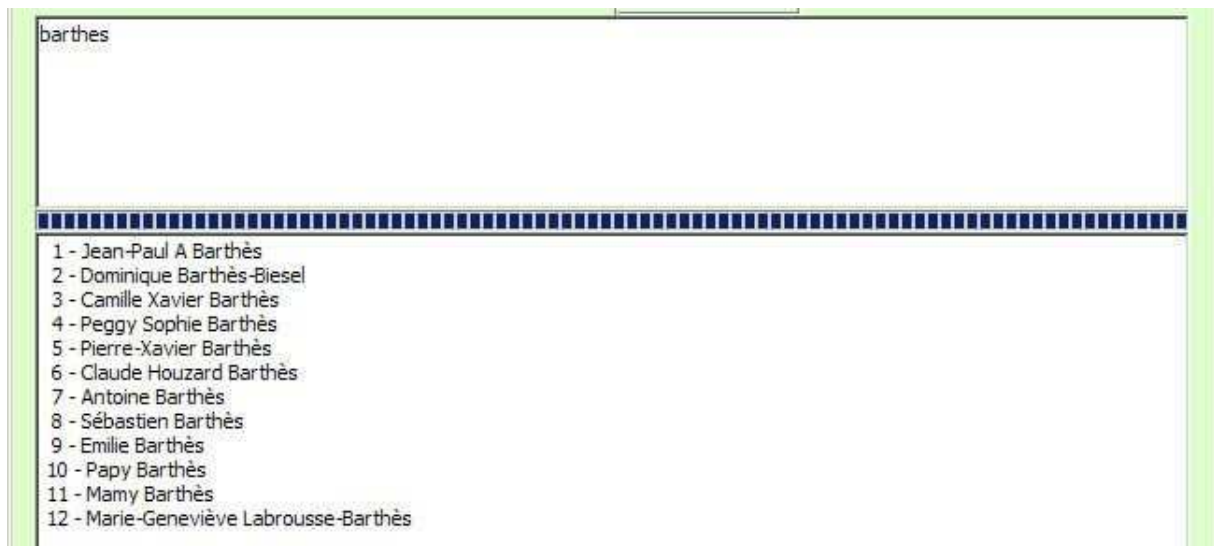 barthes
1 - Jean-Paul A Barthès
2 - Dominique Barthès-Biesel
3 - Camille Xavier Barthès
4 - Peggy Sophie Barthès
5 - Pierre-Xavier Barthès
6 - Claude Houzard Barthès
7 - Antoine Barthès
8 - Sébastien Barthès
9 - Emilie Barthès
10 - Papy Barthès
11 - Mamy Barthès
12 - Marie-Geneviève Labrousse-Barthès